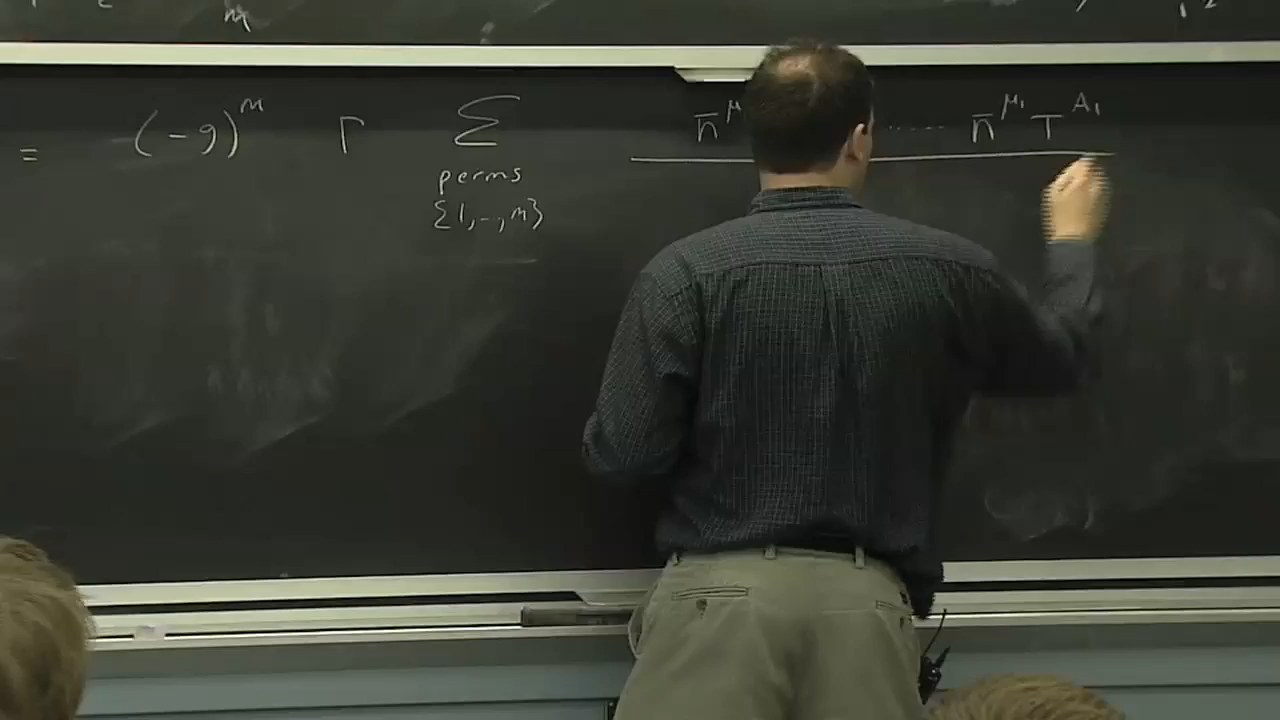 = (-g)^m Γ Σ n̄^μ ..... n̄^μ₁ T^A₁
perms
{1,..,m}